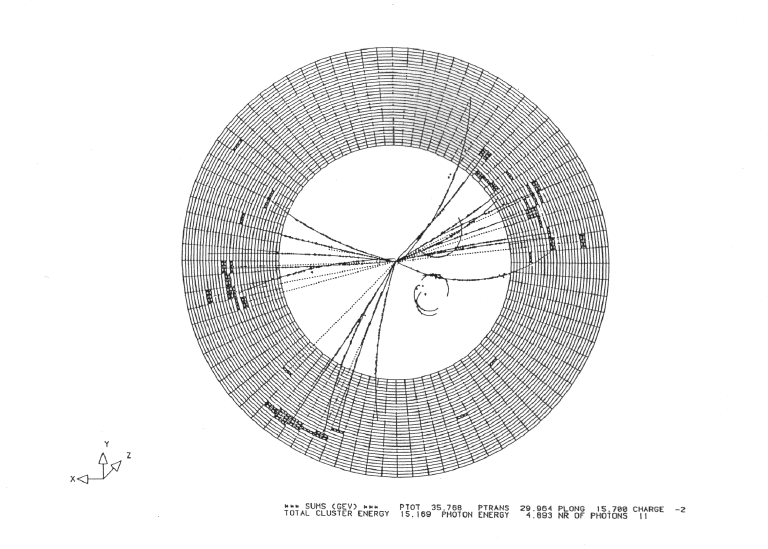 Y
Z
X
*** SUMS (GEV) *** PTOT 35.768 PTRANS 29.964 PLONG 15.700 CHARGE -2
TOTAL CLUSTER ENERGY 15.169 PHOTON ENERGY 4.893 NR OF PHOTONS 11